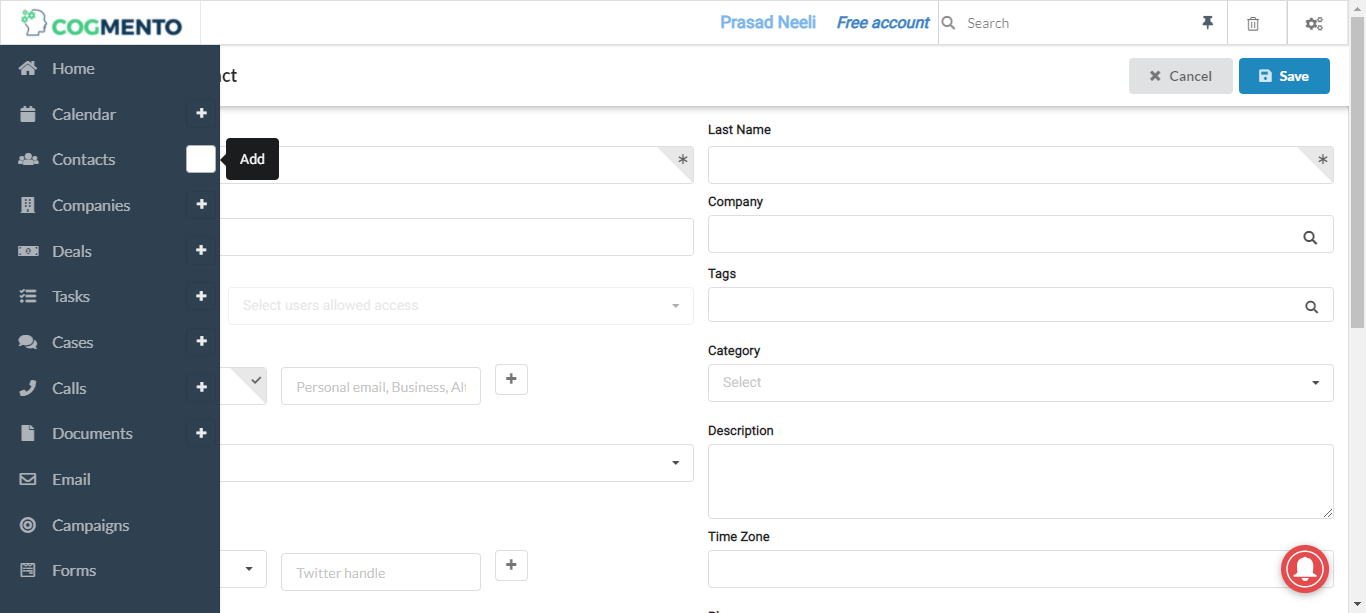 COGMENTO
Prasad Neeli
Free account
Search
Home
Calendar
Contacts
Add
Companies
Deals
Tasks
Cases
Calls
Documents
Email
Campaigns
Forms
ct
Cancel
Save
Last Name
*
*
Company
Tags
Select users allowed access
Category
Select
Personal email, Business, Alt
Description
Time Zone
Twitter handle